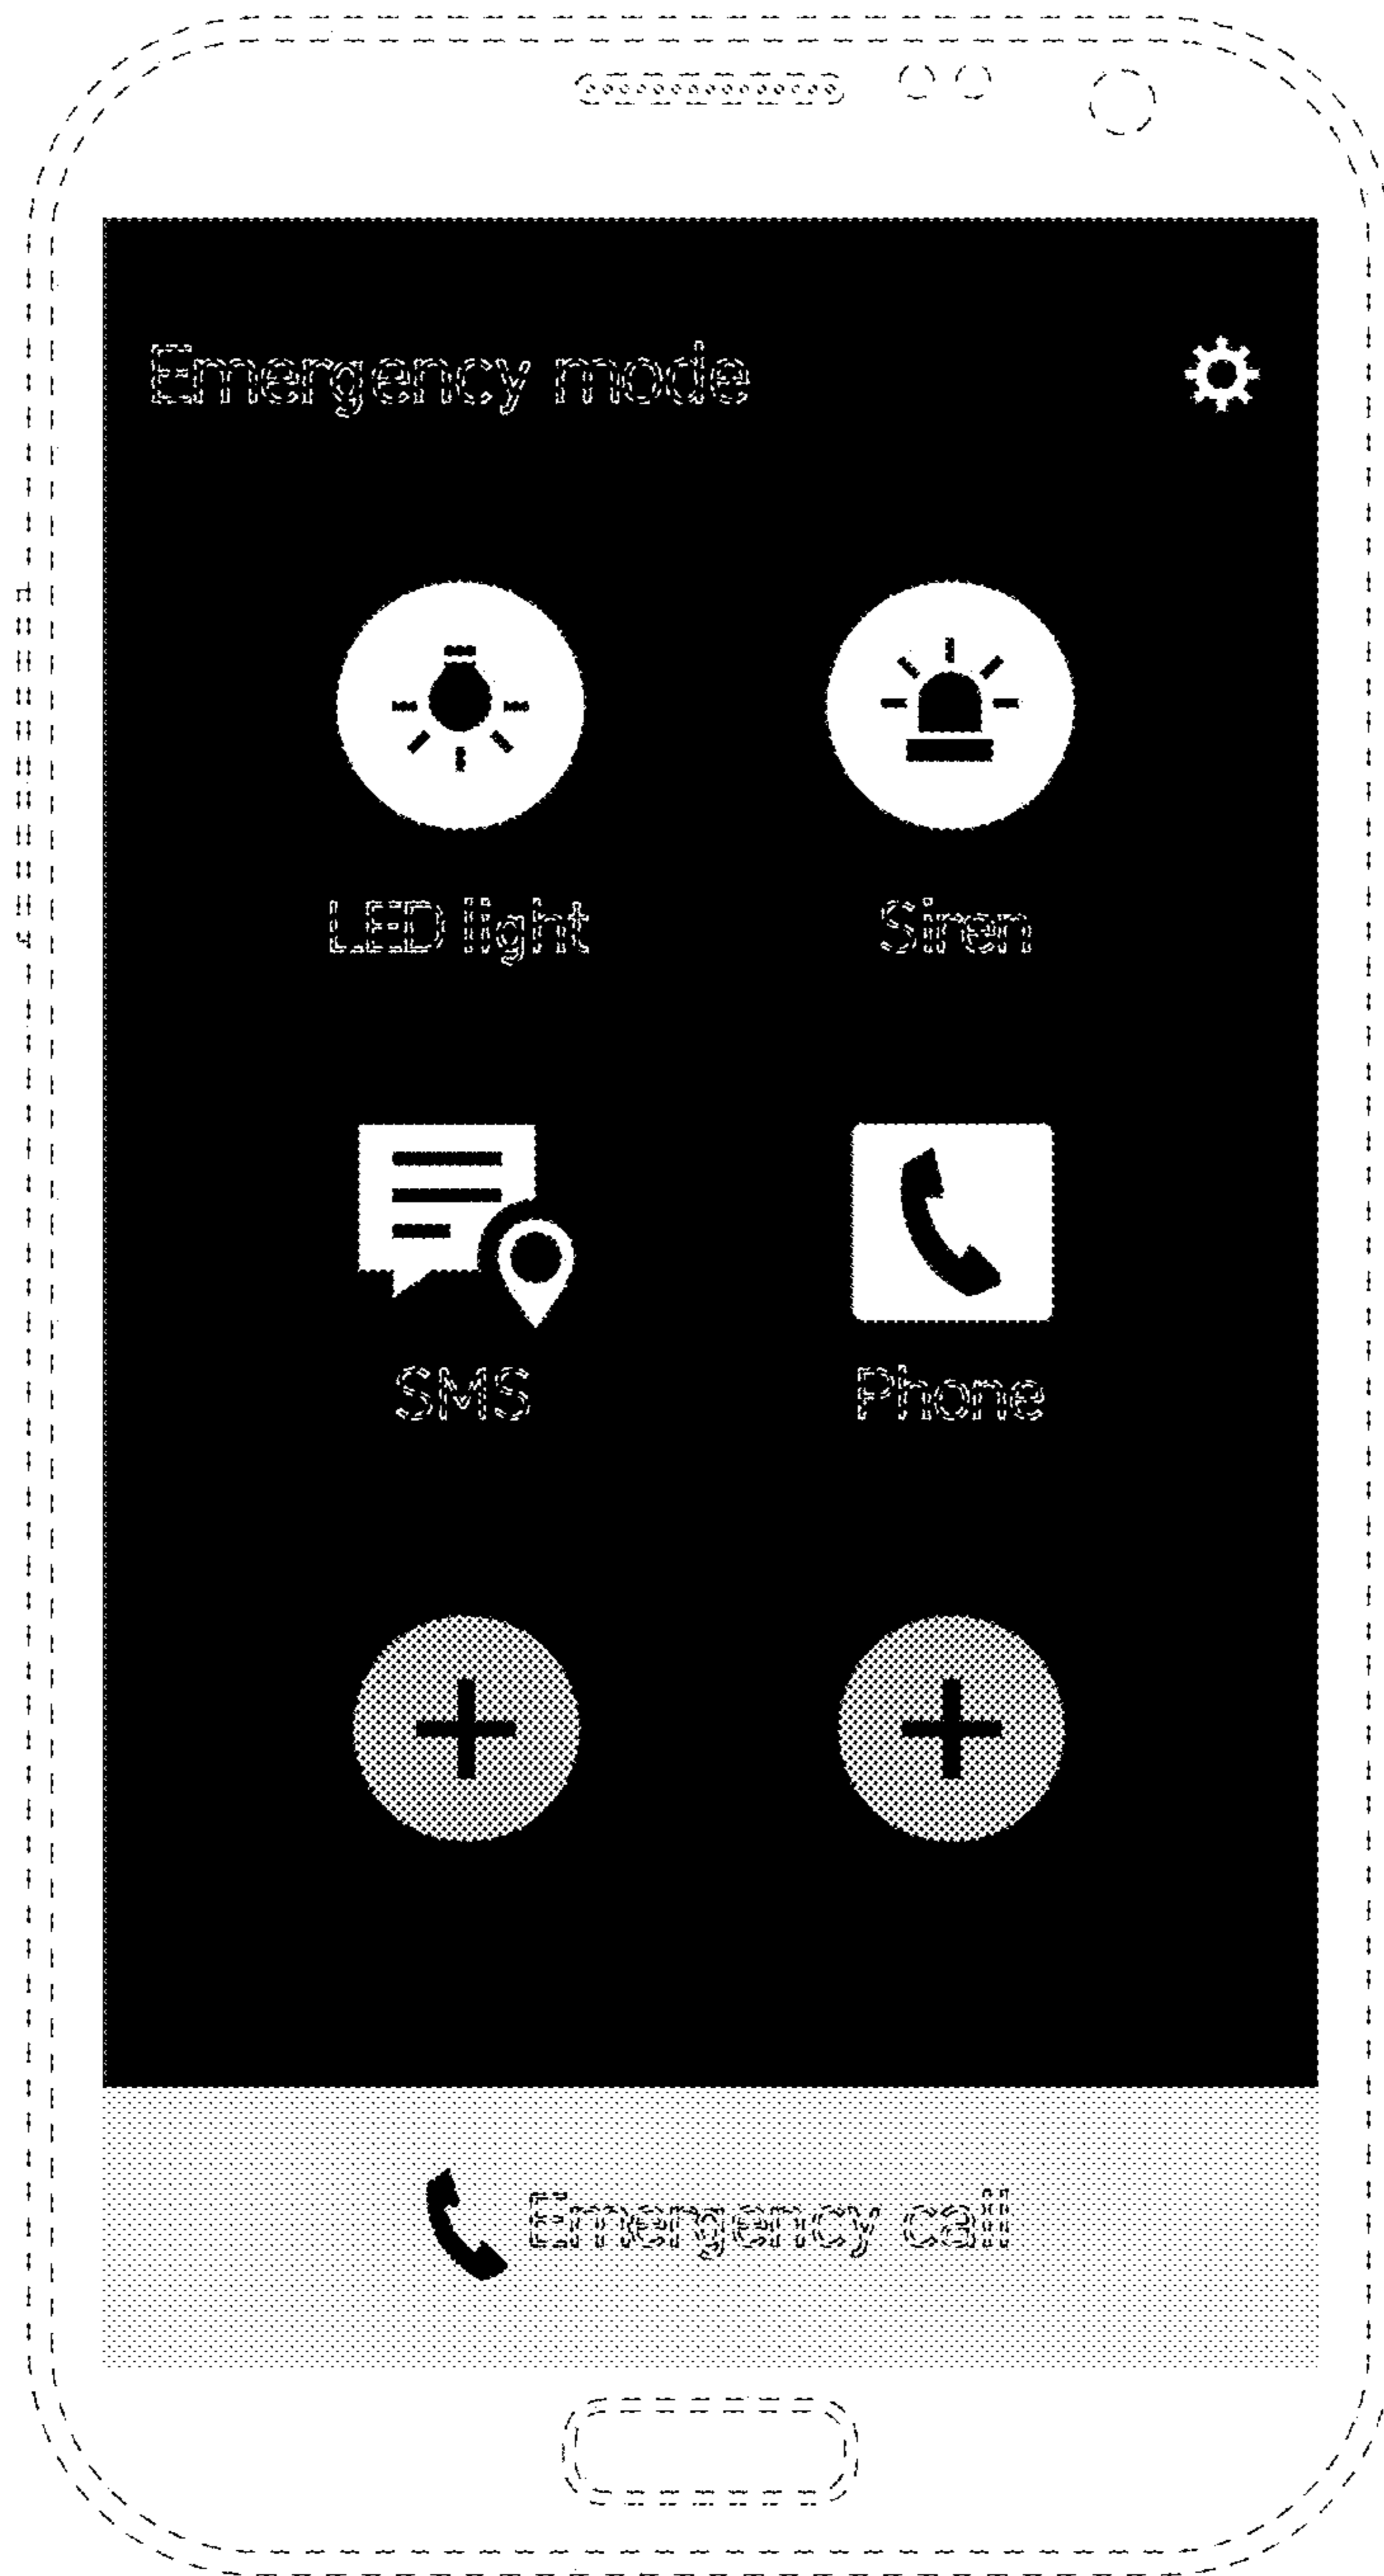 Emergency mode
LED light Siren
SMS Phone
Emergency call